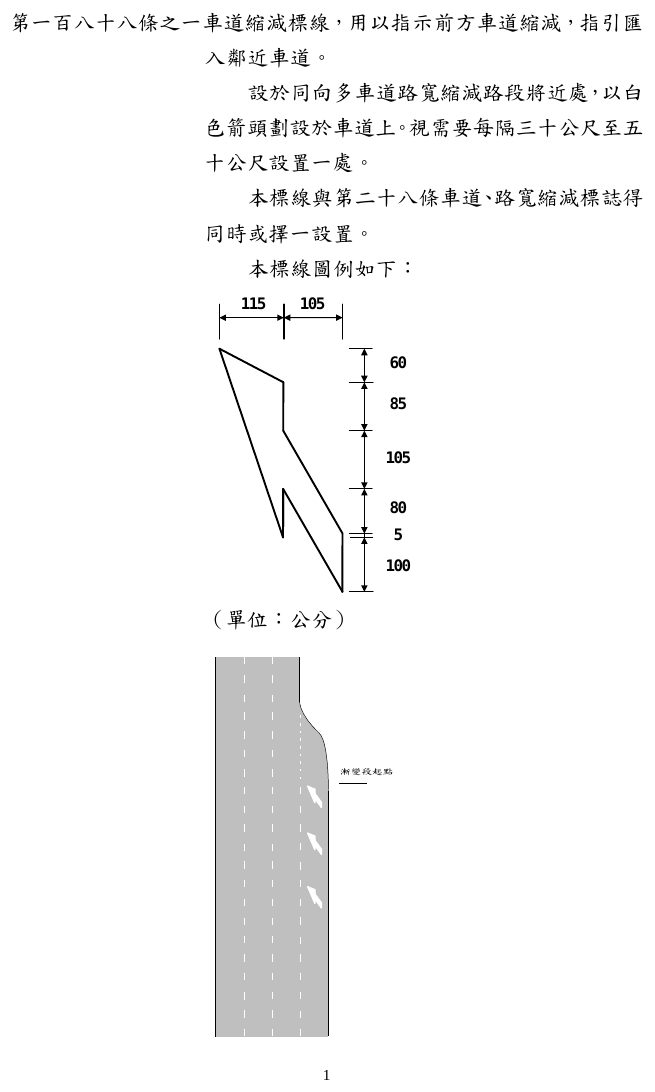 第一百八十八條之一車道縮減標線，用以指示前方車道縮減，指引匯
入鄰近車道。
設於同向多車道路寬縮減路段將近處，以白
色箭頭劃設於車道上。視需要每隔三十公尺至五
十公尺設置一處。
本標線與第二十八條車道、路寬縮減標誌得
同時或擇一設置。
本標線圖例如下：
115 105
60
85
105
80
5
100
（單位：公分）
漸變段起點
1